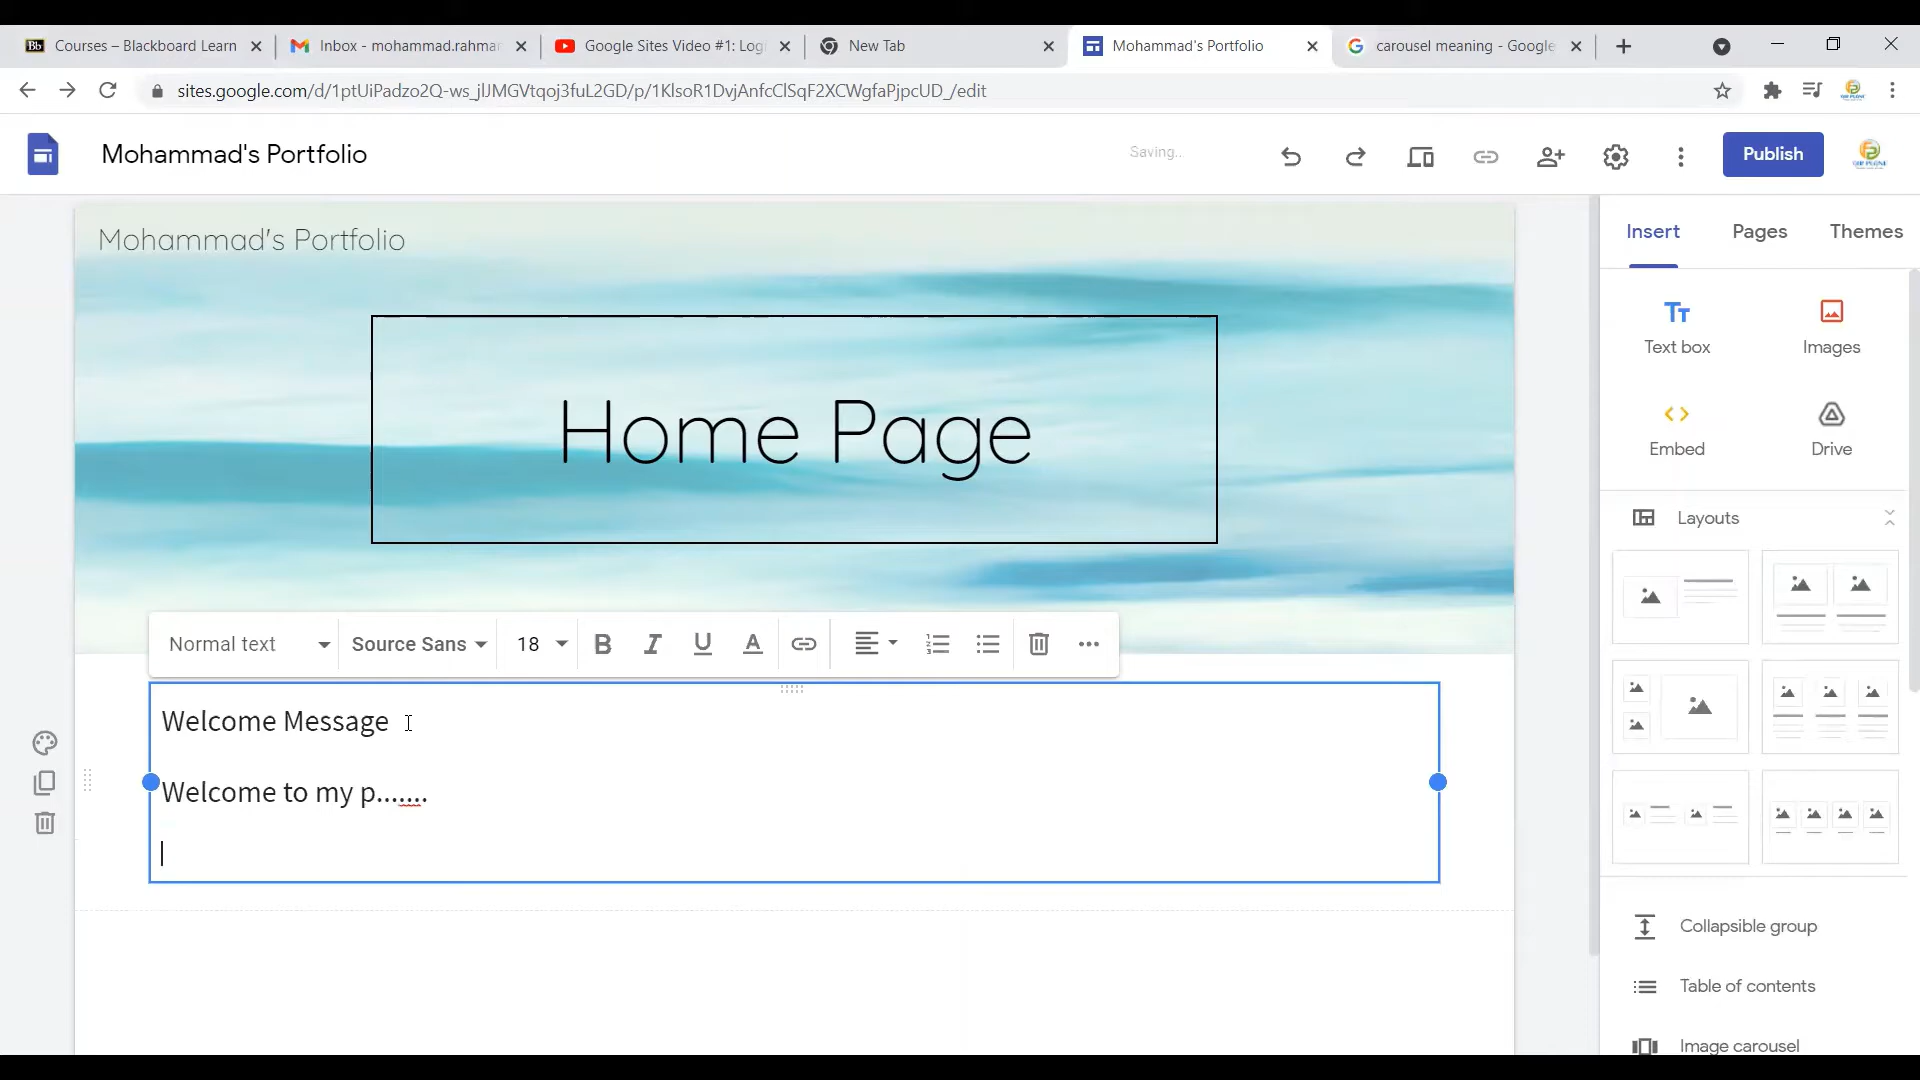 Courses – Blackboard Learn
Inbox - mohammad.rahmar
Google Sites Video #1: Log
New Tab
Mohammad's Portfolio
carousel meaning - Google
sites.google.com/d/1ptUiPadzo2Q-ws_jlJMGVtqoj3fuL2GD/p/1KlsoR1DvjAnfcClSqF2XCWgfaPjpcUD_/edit
Mohammad's Portfolio
Saving..
Publish
Insert
Pages
Themes
Mohammad's Portfolio
Home Page
Text box
Images
Embed
Drive
Layouts
Normal text
Source Sans
18
Welcome Message
Welcome to my p.......
Collapsible group
Table of contents
Image carousel